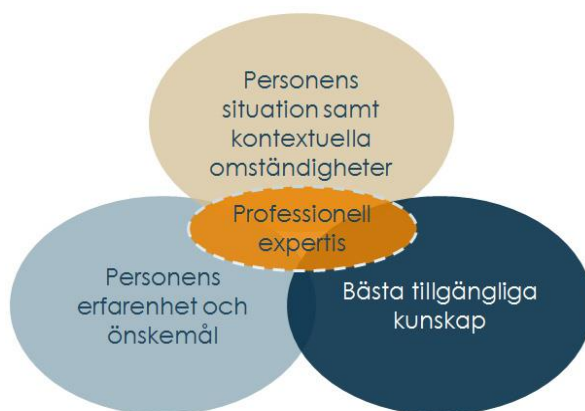 Personens
situation samt
kontextuella
omständigheter
Professionell
expertis
Personens
erfarenhet och
önskemål
Bästa tillgängliga
kunskap